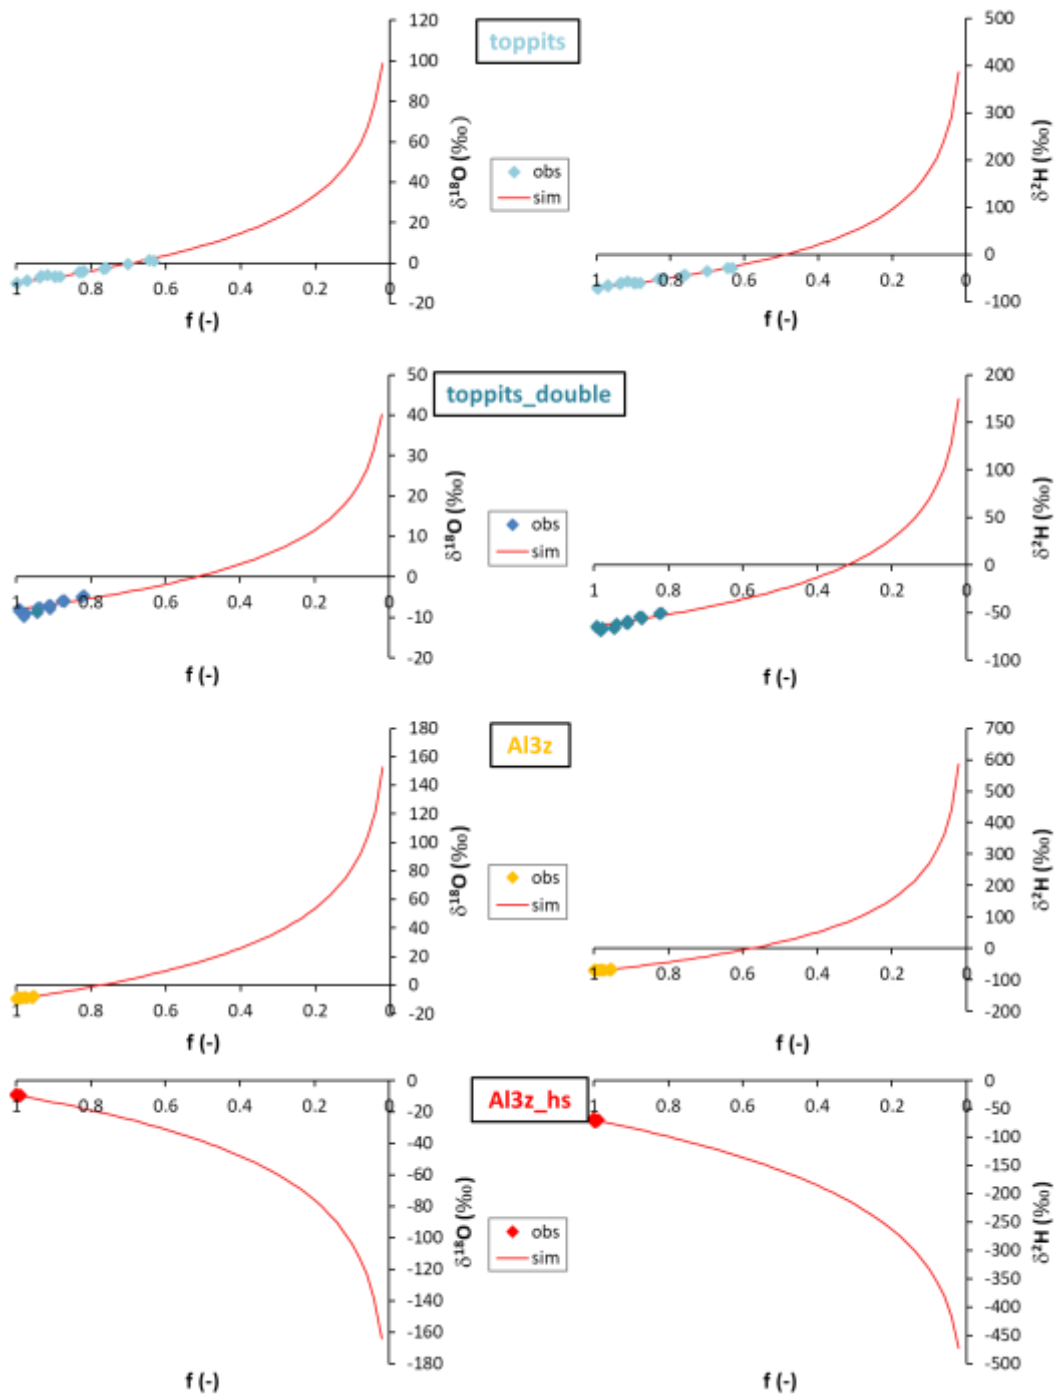 toppits
120
100
80
60
40
20
0
-20
1 0.8 0.6 0.4 0.2 0
δ¹⁸O (‰)
f (-)
obs
sim
500
400
300
200
100
0
-100
1 0.8 0.6 0.4 0.2 0
δ²H (‰)
f (-)
toppits_double
50
40
30
20
10
0
-10
-20
1 0.8 0.6 0.4 0.2 0
δ¹⁸O (‰)
f (-)
obs
sim
200
150
100
50
0
-50
-100
1 0.8 0.6 0.4 0.2 0
δ²H (‰)
f (-)
Al3z
180
160
140
120
100
80
60
40
20
0
-20
1 0.8 0.6 0.4 0.2 0
δ¹⁸O (‰)
f (-)
obs
sim
700
600
500
400
300
200
100
0
-100
-200
1 0.8 0.6 0.4 0.2 0
δ²H (‰)
f (-)
Al3z_hs
0
-20
-40
-60
-80
-100
-120
-140
-160
-180
1 0.8 0.6 0.4 0.2 0
δ¹⁸O (‰)
f (-)
obs
sim
0
-50
-100
-150
-200
-250
-300
-350
-400
-450
-500
1 0.8 0.6 0.4 0.2 0
δ²H (‰)
f (-)